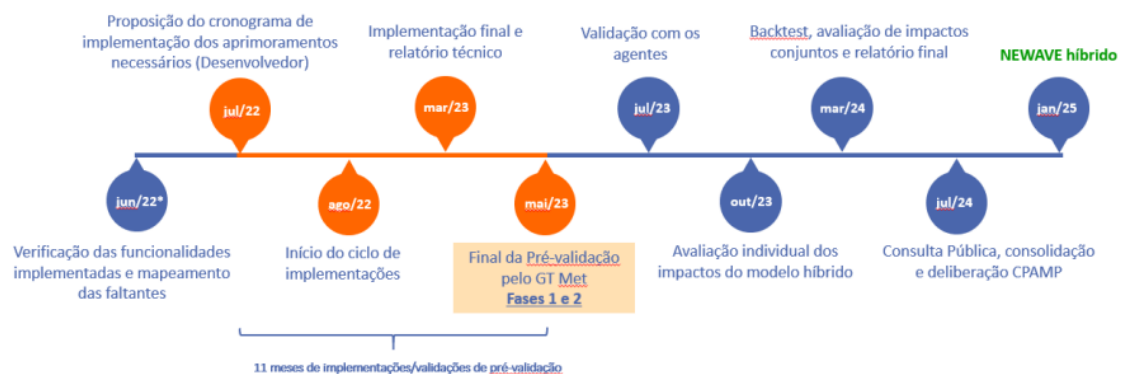 Proposição do cronograma de
implementação dos aprimoramentos
necessários (Desenvolvedor)
Implementação final e
relatório técnico
Validação com os
agentes
Backtest, avaliação de impactos
conjuntos e relatório final
NEWAVE híbrido
jul/22
mar/23
jul/23
mar/24
jan/25
jun/22*
ago/22
mai/23
out/23
jul/24
Verificação das funcionalidades
implementadas e mapeamento
das faltantes
Início do ciclo de
implementações
Final da Pré-validação
pelo GT Met
Fases 1 e 2
Avaliação individual dos
impactos do modelo híbrido
Consulta Pública, consolidação
e deliberação CPAMP
11 meses de implementações/validações de pré-validação